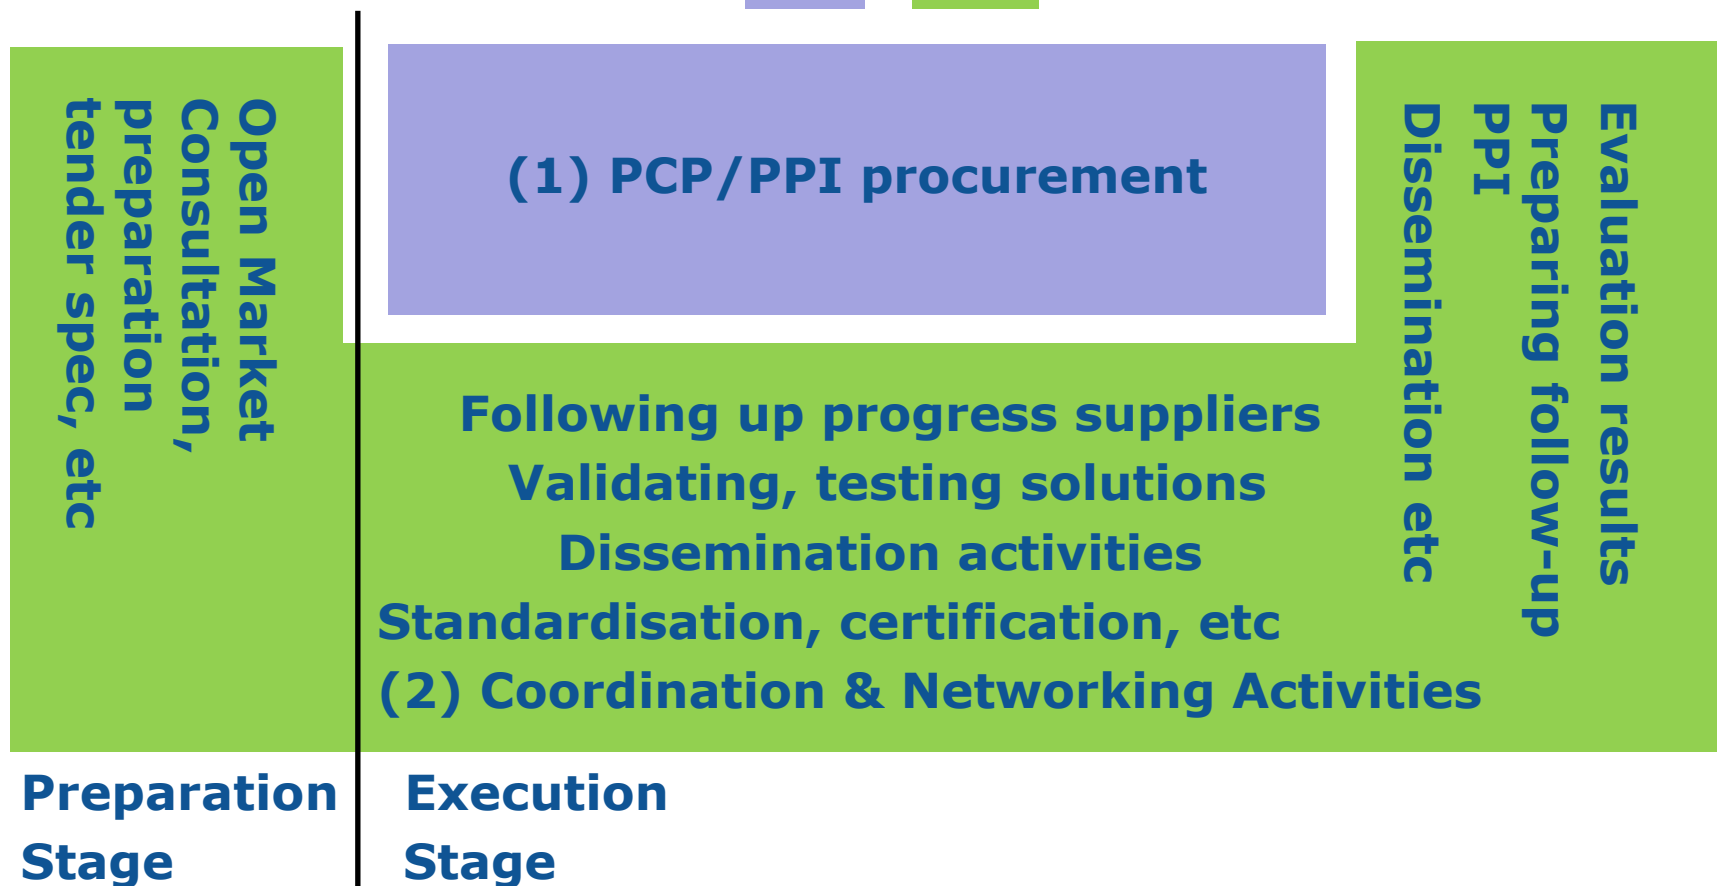 Open Market
Consultation,
preparation
tender spec, etc
(1) PCP/PPI procurement
Following up progress suppliers
Validating, testing solutions
Dissemination activities
Standardisation, certification, etc
(2) Coordination & Networking Activities
Evaluation results
Preparing follow-up
PPI
Dissemination etc
Preparation
Stage
Execution
Stage